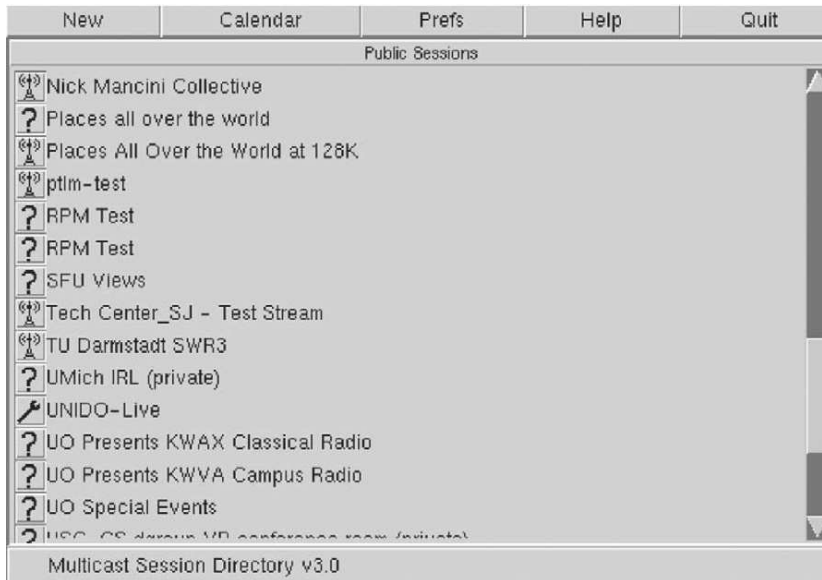 New Calendar Prefs Help Quit
Public Sessions
Nick Mancini Collective
? Places all over the world
Places All Over the World at 128K
ptlm-test
? RPM Test
? RPM Test
? SFU Views
Tech Center_SJ - Test Stream
TU Darmstadt SWR3
? UMich IRL (private)
UNIDO-Live
? UO Presents KWAX Classical Radio
? UO Presents KWVA Campus Radio
? UO Special Events
? conference room (private)
Multicast Session Directory v3.0